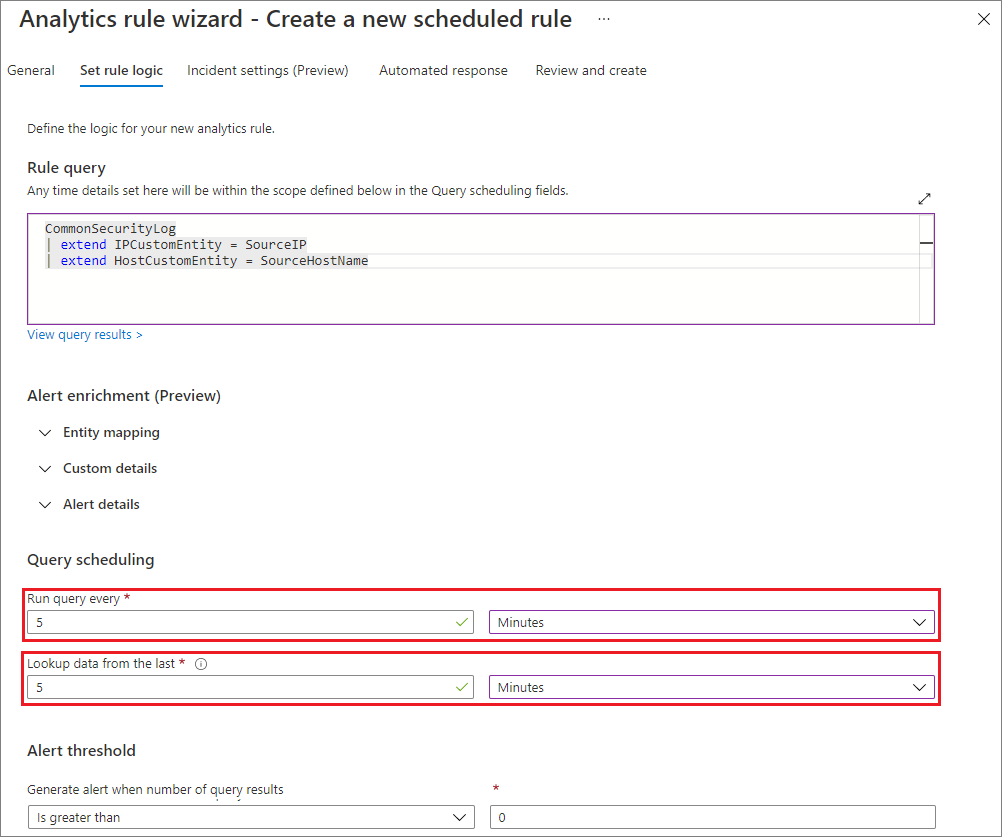 Analytics rule wizard - Create a new scheduled rule ...
General Set rule logic Incident settings (Preview) Automated response Review and create
Define the logic for your new analytics rule.
Rule query
Any time details set here will be within the scope defined below in the Query scheduling fields.
CommonSecurityLog
| extend IPCustomEntity = SourceIP
| extend HostCustomEntity = SourceHostName
View query results >
Alert enrichment (Preview)
Entity mapping
Custom details
Alert details
Query scheduling
Run query every *
5 Minutes
Lookup data from the last *
5 Minutes
Alert threshold
Generate alert when number of query results *
Is greater than 0